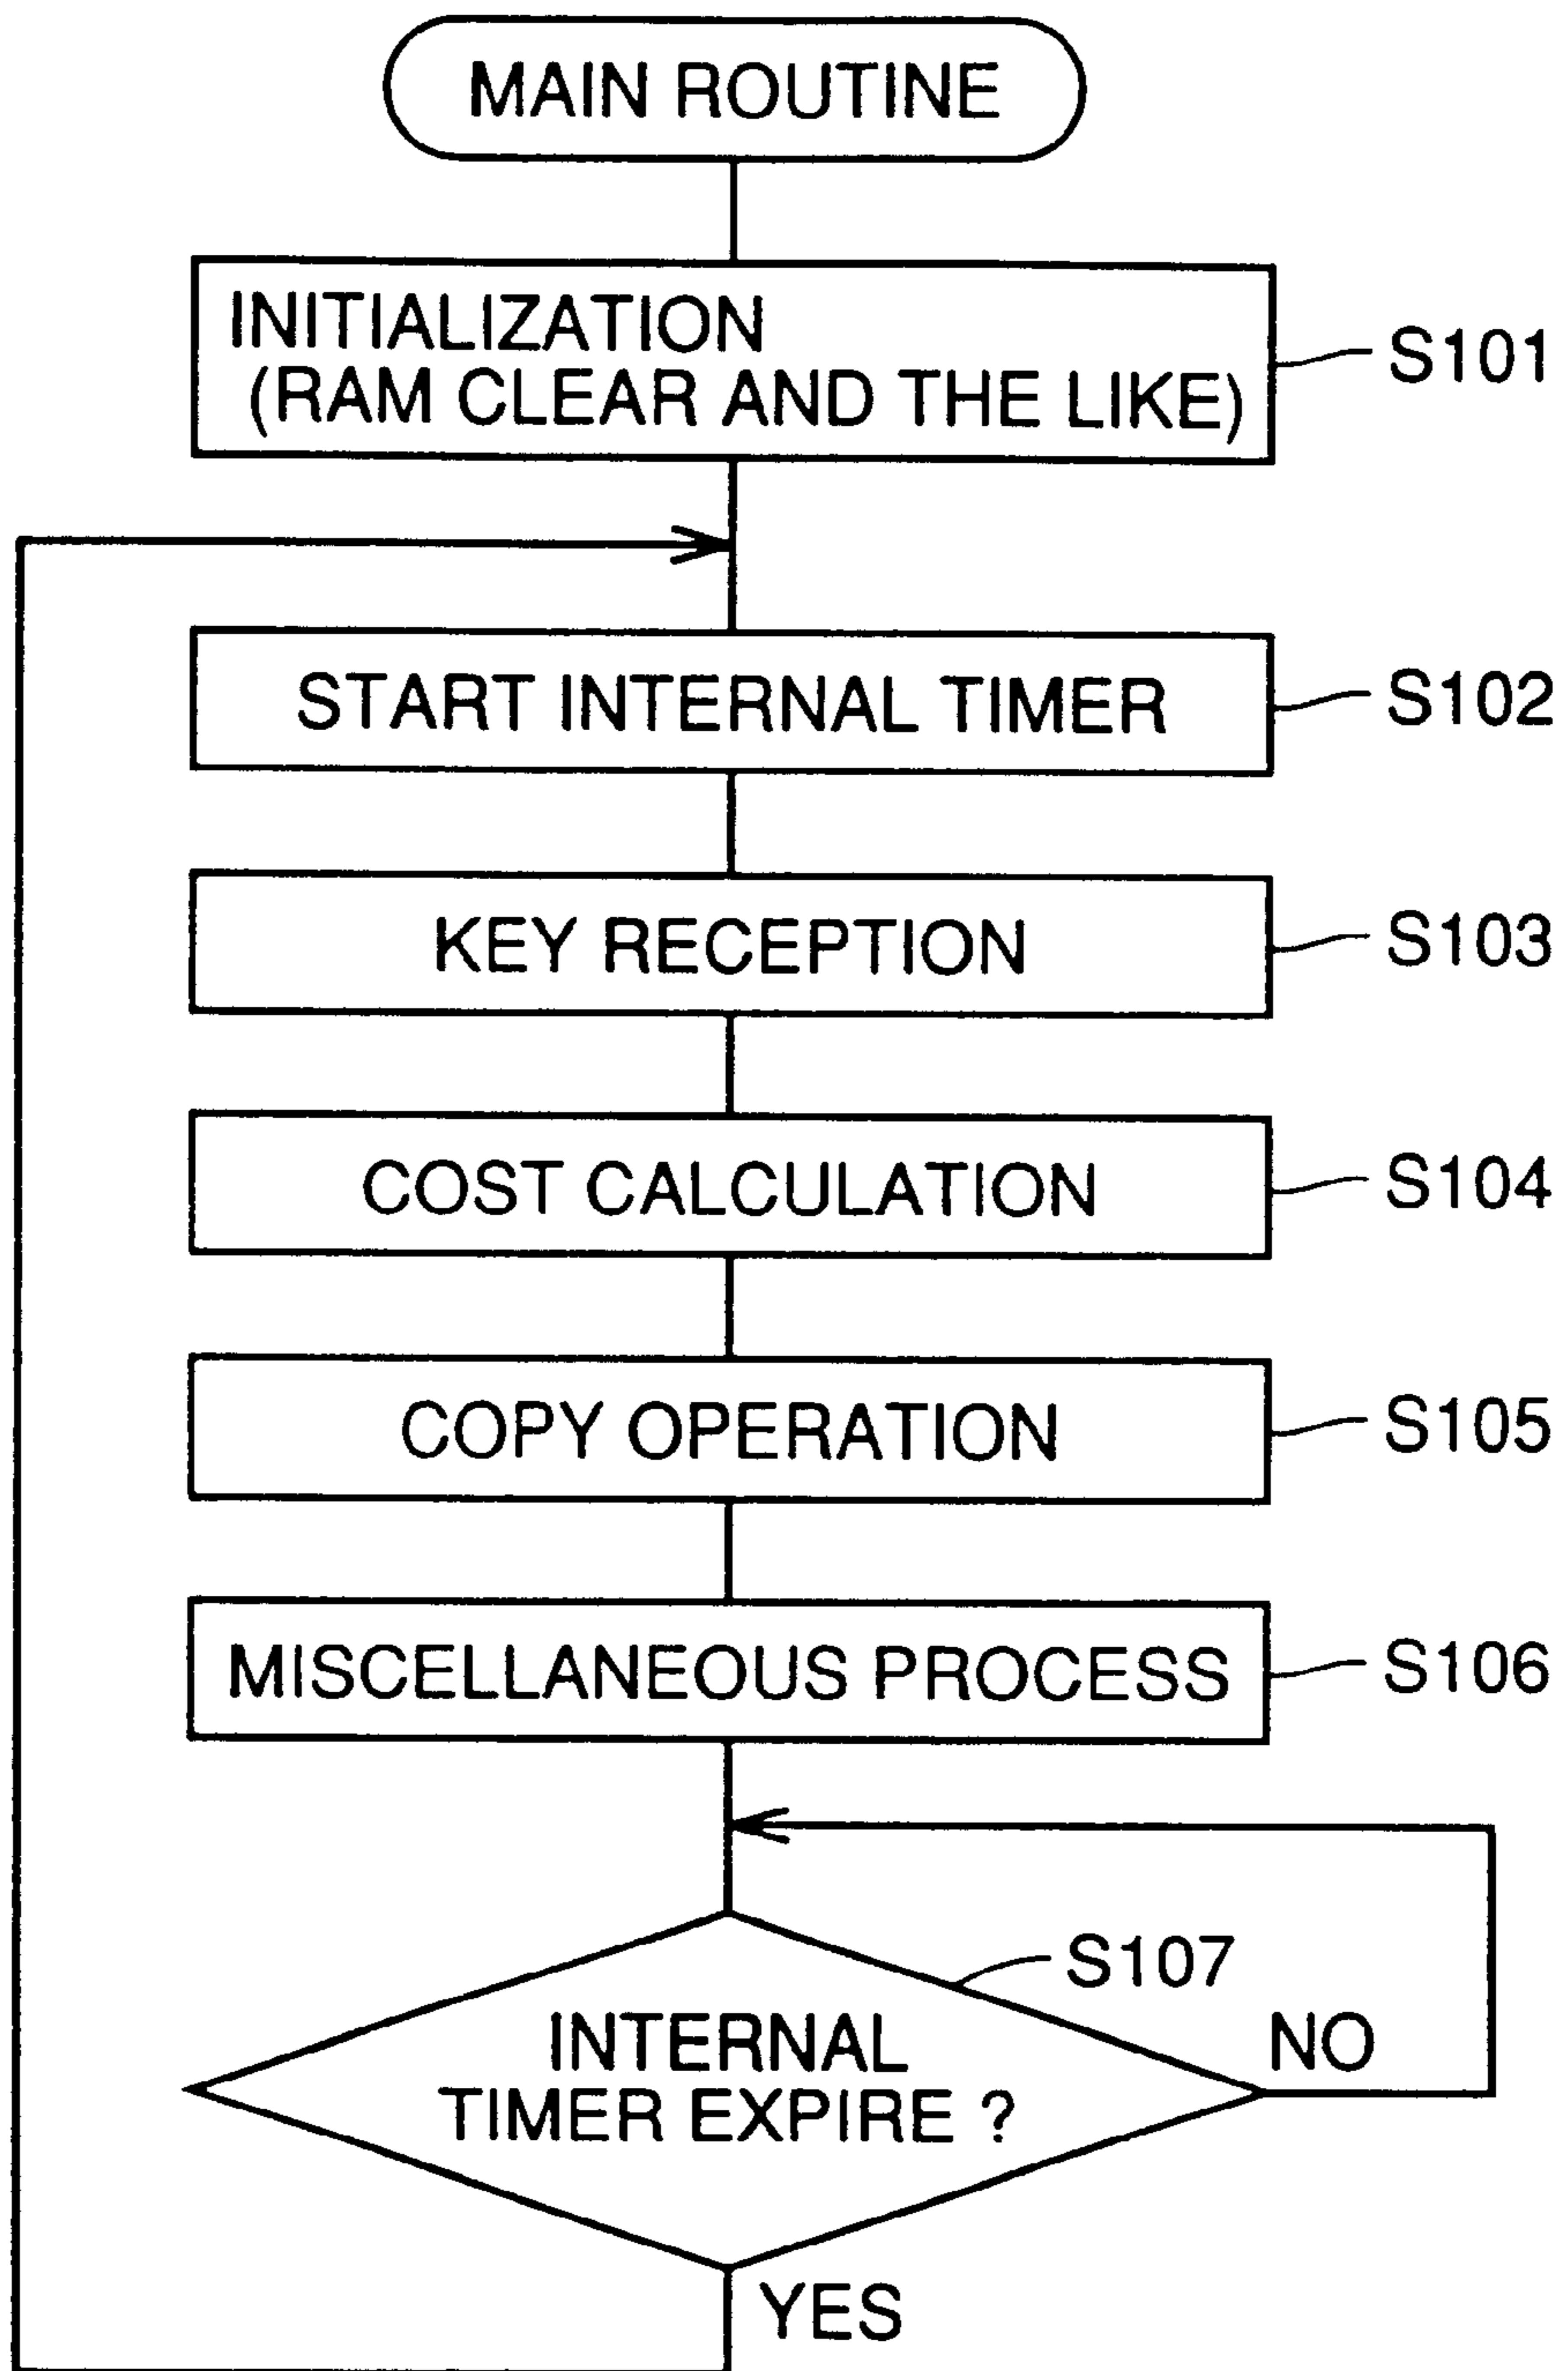 MAIN ROUTINE
INITIALIZATION
(RAM CLEAR AND THE LIKE)
S101
START INTERNAL TIMER
S102
KEY RECEPTION
S103
COST CALCULATION
S104
COPY OPERATION
S105
MISCELLANEOUS PROCESS
S106
S107
INTERNAL
TIMER EXPIRE ?
NO
YES